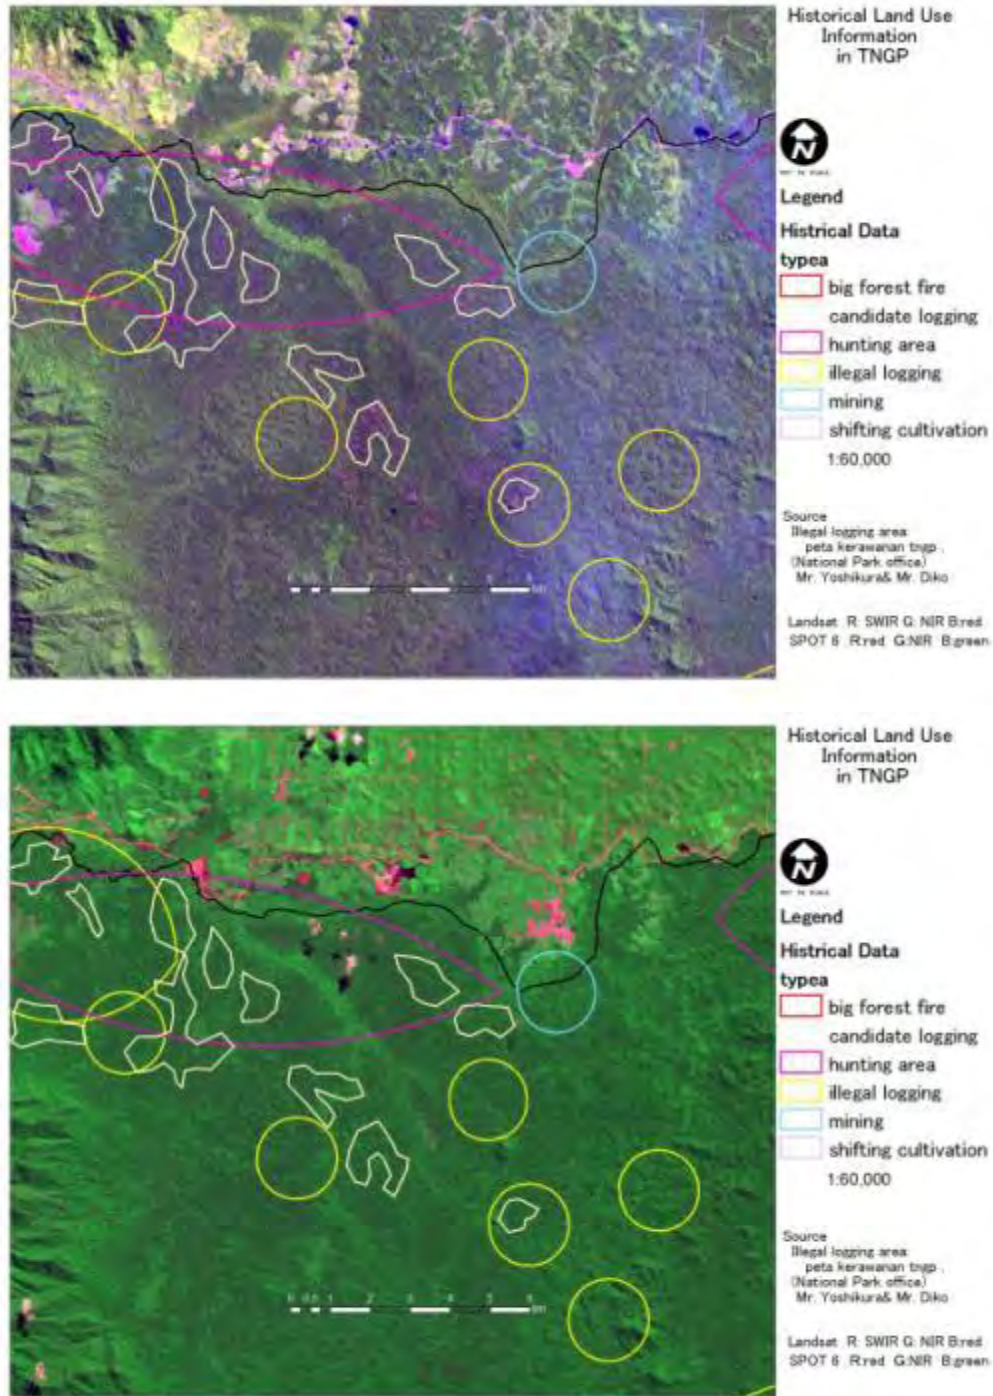 Historical Land Use
Information
in TNGP
N
Legend
Histrical Data
typea
big forest fire
candidate logging
hunting area
illegal logging
mining
shifting cultivation
1:60,000
Source
Illegal logging area
peta kerawanan tngp .
(National Park office)
Mr. Yoshikura& Mr. Diko
Landsat R: SWIR G: NIR B:red
SPOT 6 R:red G:NIR B:green
Historical Land Use
Information
in TNGP
N
Legend
Histrical Data
typea
big forest fire
candidate logging
hunting area
illegal logging
mining
shifting cultivation
1:60,000
Source
Illegal logging area
peta kerawanan tngp .
(National Park office)
Mr. Yoshikura& Mr. Diko
Landsat R: SWIR G: NIR B:red
SPOT 6 R:red G:NIR B:green